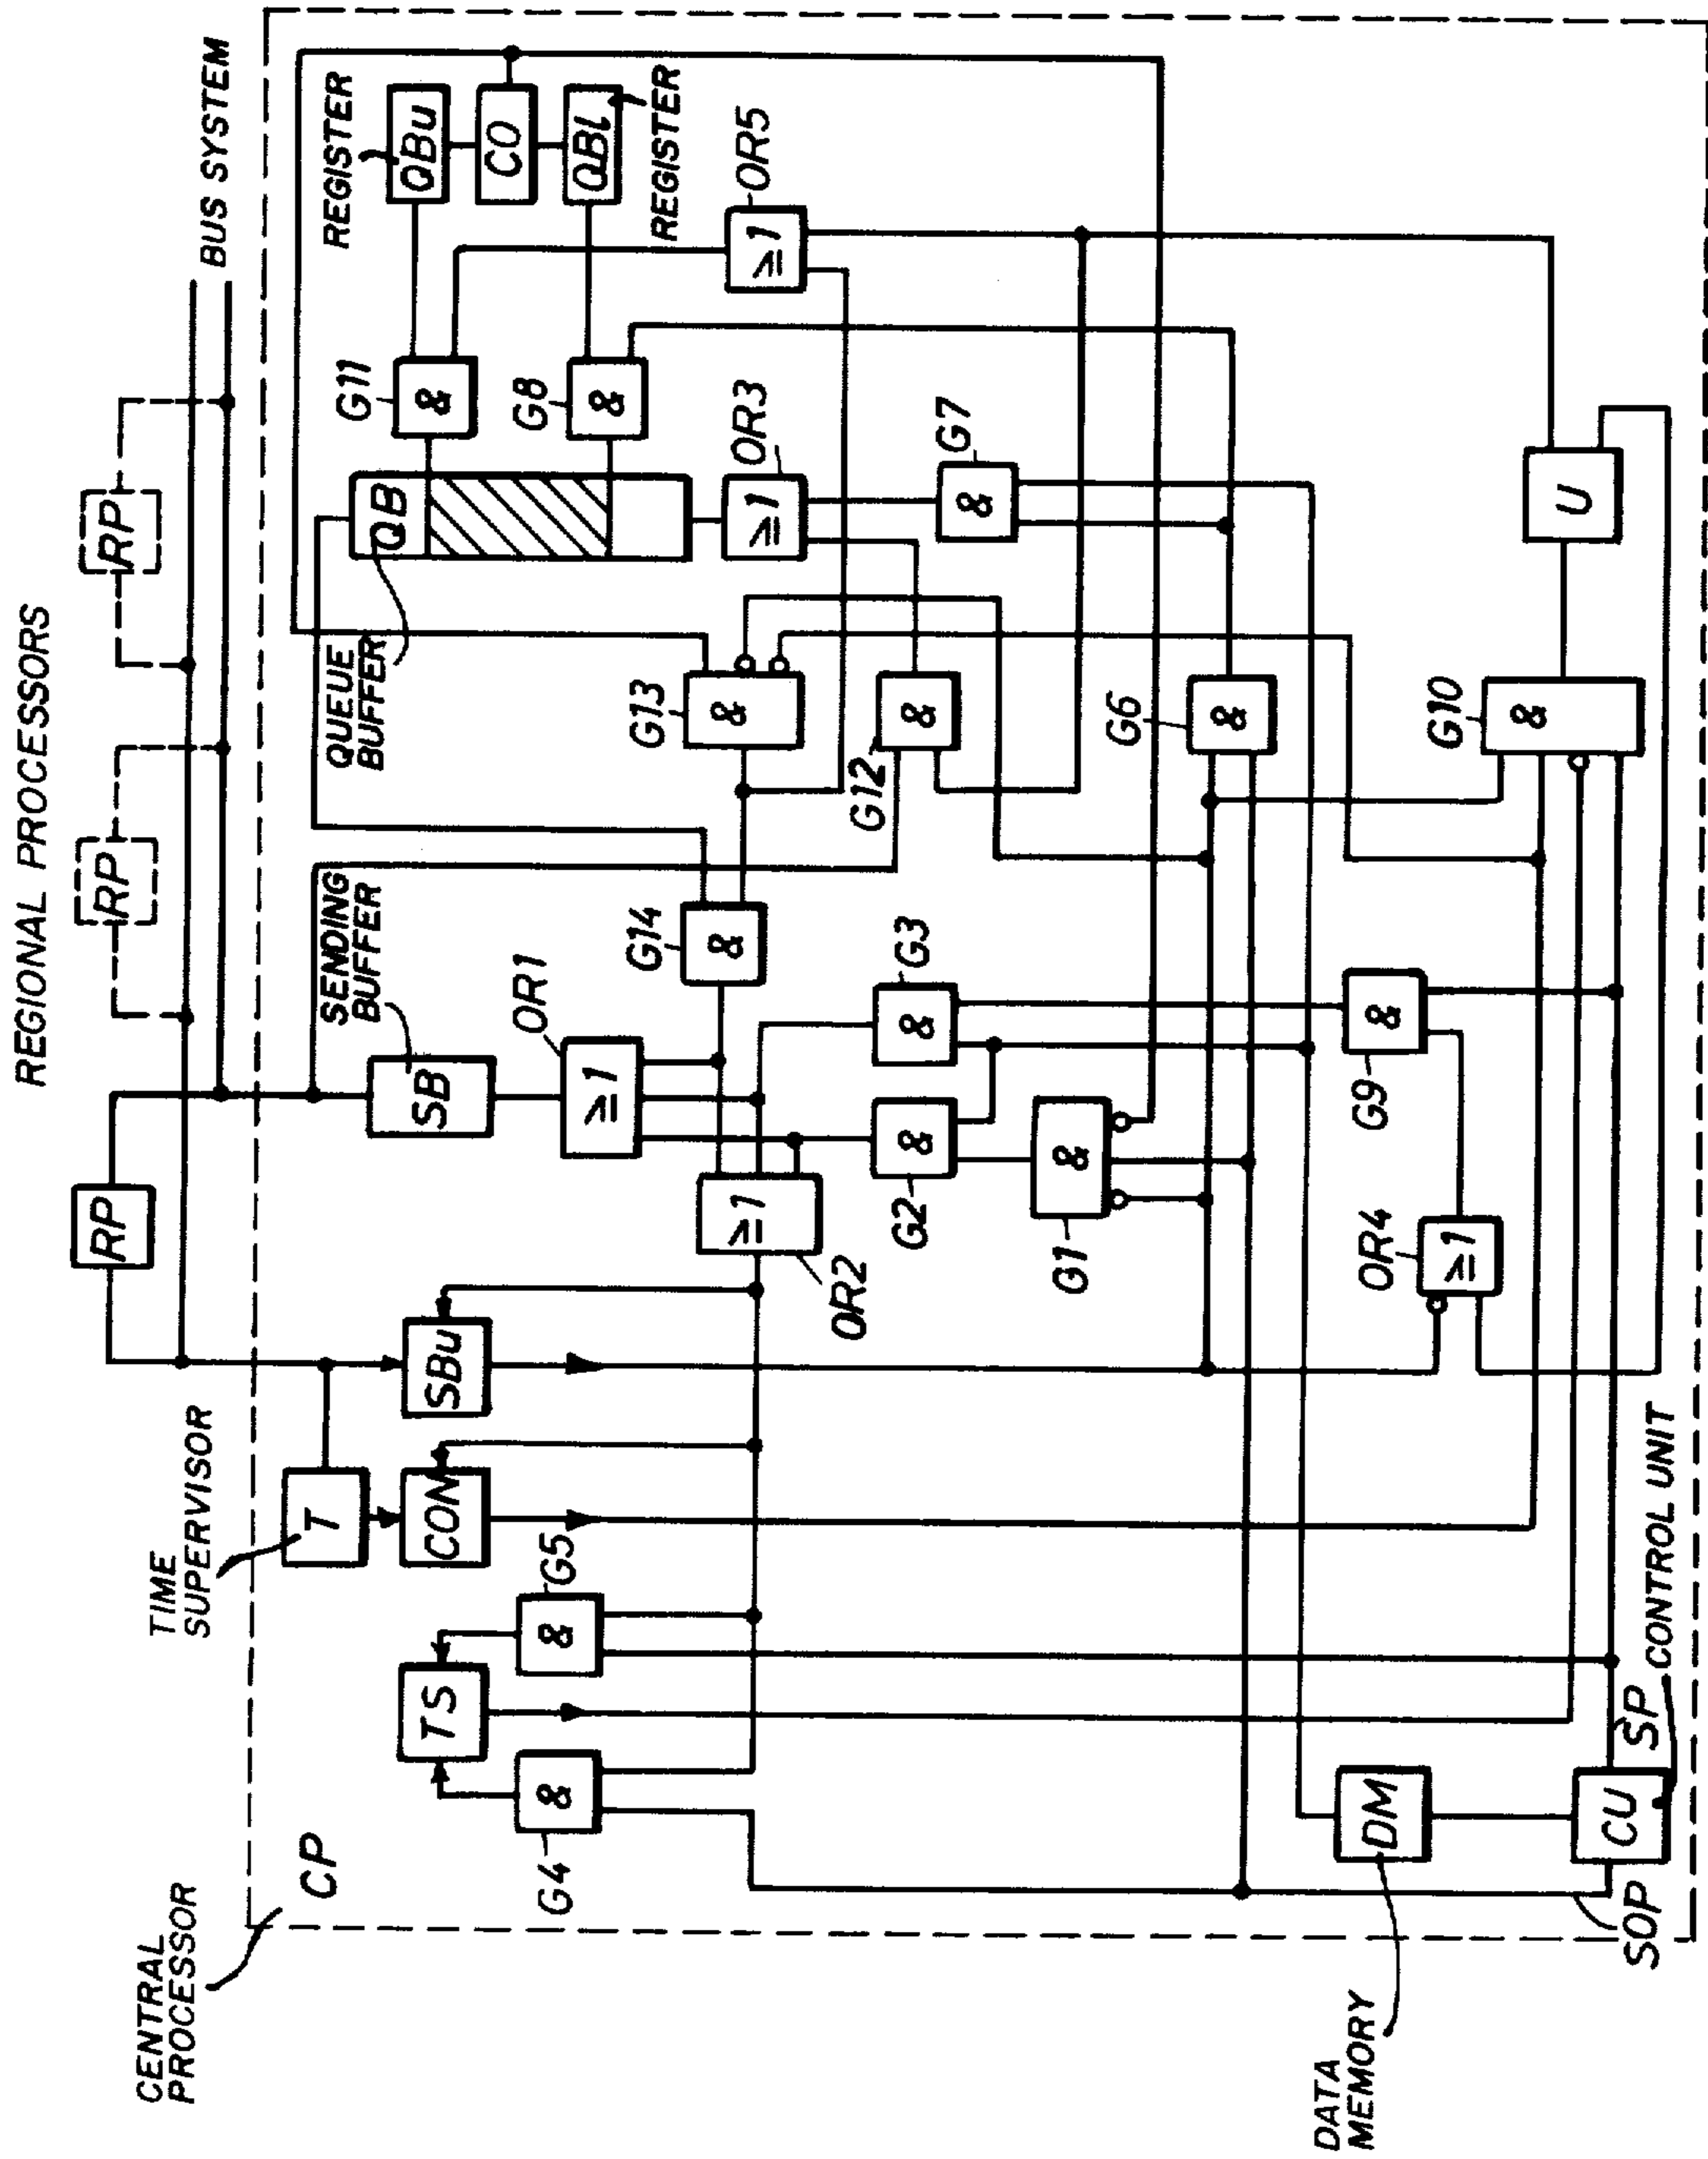 REGIONAL PROCESSORS
RP
RP
RP
BUS SYSTEM
CENTRAL
PROCESSOR
CP
TIME
SUPERVISOR
T
TS
CON
SBu
SENDING
BUFFER
SB
QUEUE
BUFFER
QB
REGISTER
QBu
CO
QBL
REGISTER
G11
&
G8
&
G4
&
G5
&
OR1
≥1
OR2
≥1
G14
&
G13
&
OR3
≥1
OR5
≥1
G2
&
G3
&
G12
&
G7
&
G1
&
G6
&
DATA
MEMORY
DM
OR4
≥1
G9
&
G10
&
U
SOP
CU
SP
CONTROL UNIT